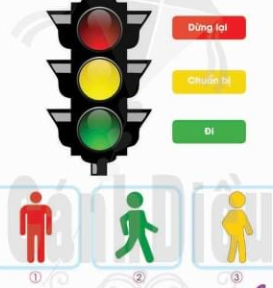 Dừng lại
Chuẩn bị
Đi
Cánh Diều
① ② ③